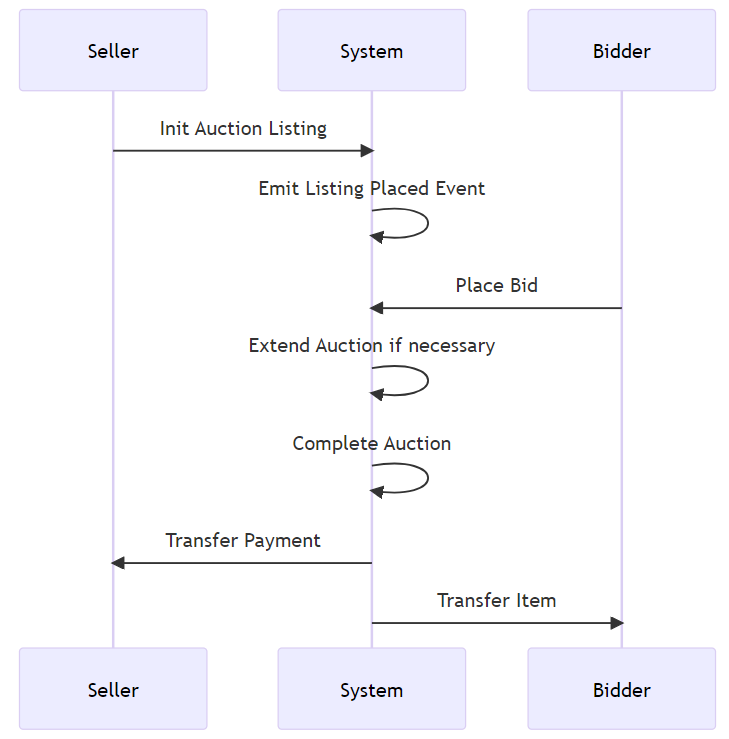 Seller
System
Bidder
Init Auction Listing
Emit Listing Placed Event
Place Bid
Extend Auction if necessary
Complete Auction
Transfer Payment
Transfer Item
Seller
System
Bidder